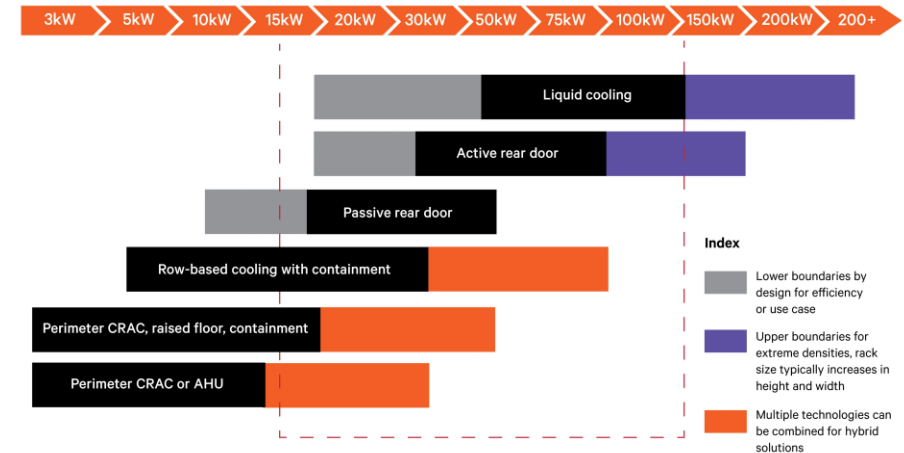 3kW 5kW 10kW 15kW 20kW 30kW 50kW 75kW 100kW 150kW 200kW 200+
Liquid cooling
Active rear door
Passive rear door
Row-based cooling with containment
Perimeter CRAC, raised floor, containment
Perimeter CRAC or AHU
Index
Lower boundaries by
design for efficiency
or use case
Upper boundaries for
extreme densities, rack
size typically increases in
height and width
Multiple technologies can
be combined for hybrid
solutions